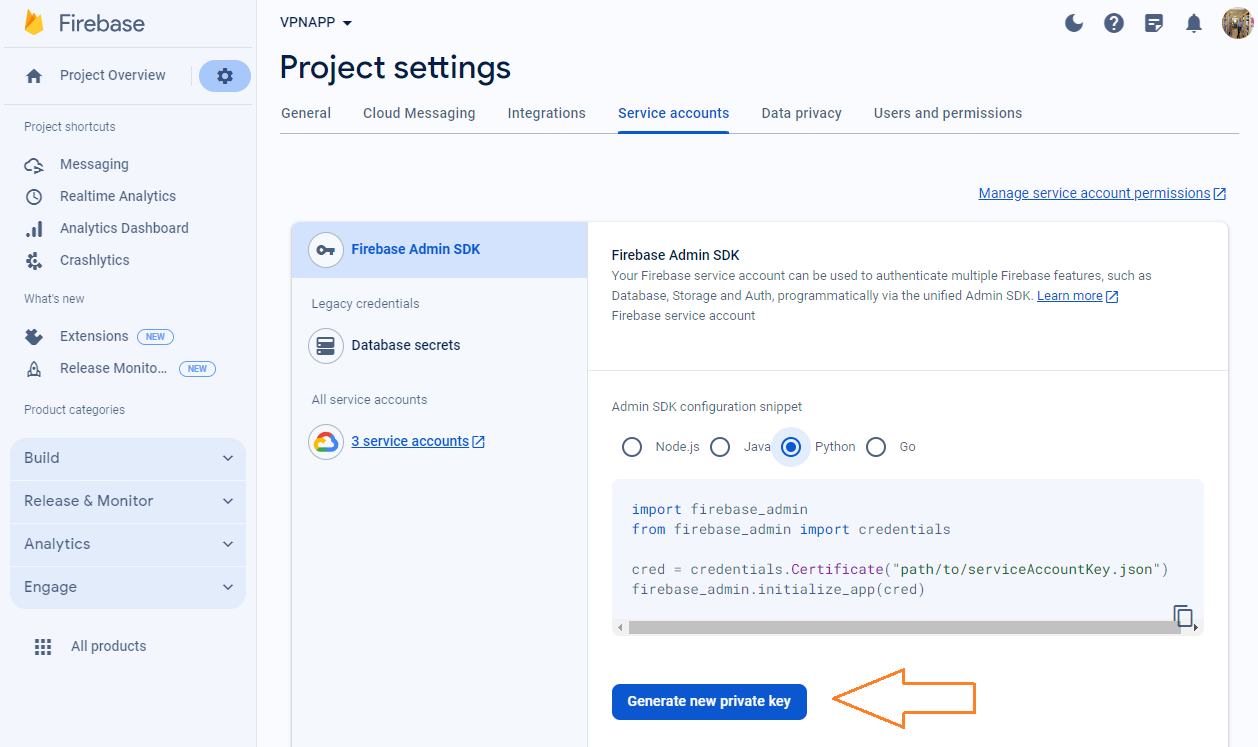 Firebase
Project Overview
Project shortcuts
Messaging
Realtime Analytics
Analytics Dashboard
Crashlytics
What's new
Extensions NEW
Release Monito... NEW
Product categories
Build
Release & Monitor
Analytics
Engage
All products
VPNAPP
Project settings
General Cloud Messaging Integrations Service accounts Data privacy Users and permissions
Manage service account permissions
Firebase Admin SDK
Legacy credentials
Database secrets
All service accounts
3 service accounts
Firebase Admin SDK
Your Firebase service account can be used to authenticate multiple Firebase features, such as
Database, Storage and Auth, programmatically via the unified Admin SDK. Learn more
Firebase service account
Admin SDK configuration snippet
Node.js Java Python Go
import firebase_admin
from firebase_admin import credentials
cred = credentials.Certificate("path/to/serviceAccountKey.json")
firebase_admin.initialize_app(cred)
Generate new private key